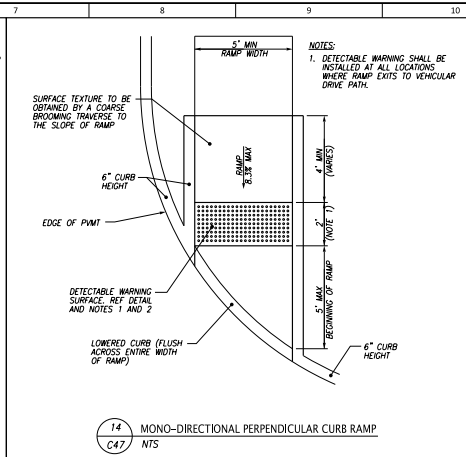 7
8
9
10
5' MIN
RAMP WIDTH
NOTES:
1. DETECTABLE WARNING SHALL BE
INSTALLED AT ALL LOCATIONS
WHERE RAMP EXITS TO VEHICULAR
DRIVE PATH.
SURFACE TEXTURE TO BE
OBTAINED BY A COARSE
BROOMING TRAVERSE TO
THE SLOPE OF RAMP
RAMP
8.3% MAX
4' MIN
(VARIES)
6" CURB
HEIGHT
2'
(NOTE 1)
EDGE OF PVMT
5' MAX
BEGINNING OF RAMP
DETECTABLE WARNING
SURFACE. REF DETAIL
AND NOTES 1 AND 2
LOWERED CURB (FLUSH
ACROSS ENTIRE WIDTH
OF RAMP)
6" CURB
HEIGHT
14
C47
MONO-DIRECTIONAL PERPENDICULAR CURB RAMP
NTS